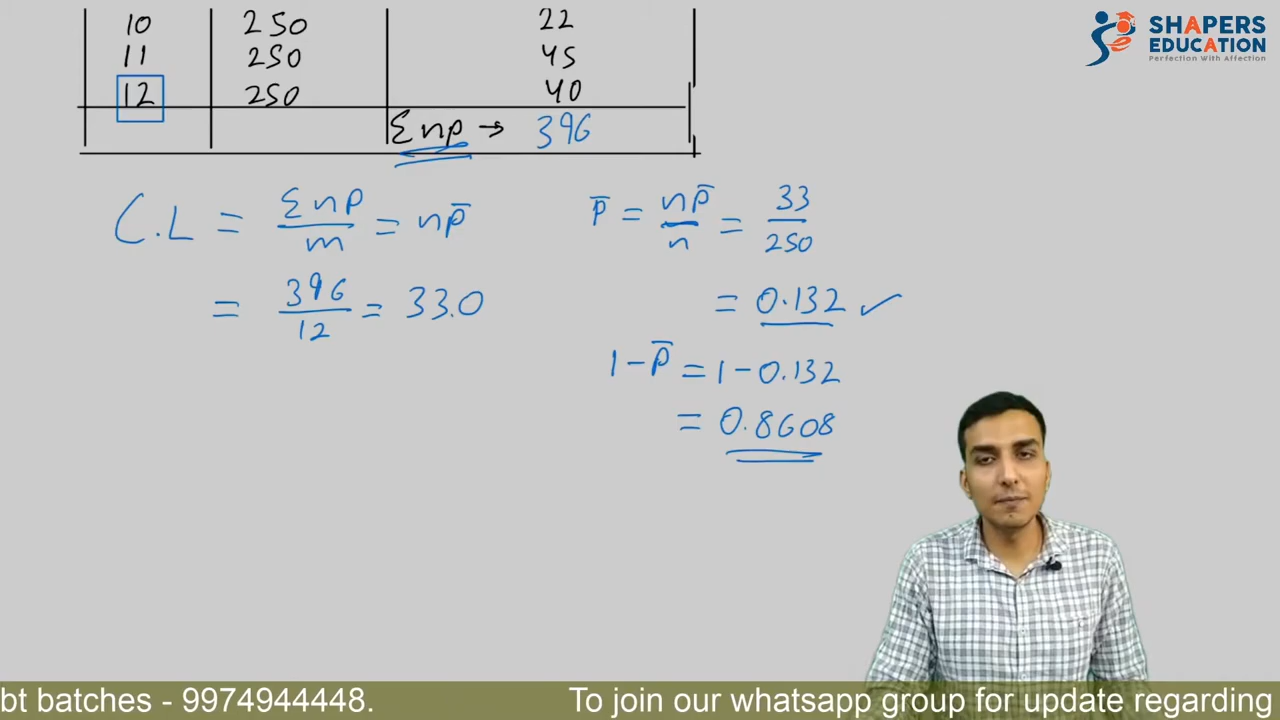 SHAPERS
EDUCATION
Perfection With Affection
10 250 22
11 250 45
12 250 40
Σnp → 396
C.L = Σnp/m = np̄
= 396/12 = 33.0
p̄ = np̄/n = 33/250
= 0.132 ✓
1 - p̄ = 1 - 0.132
= 0.8608
bt batches - 9974944448. To join our whatsapp group for update regarding